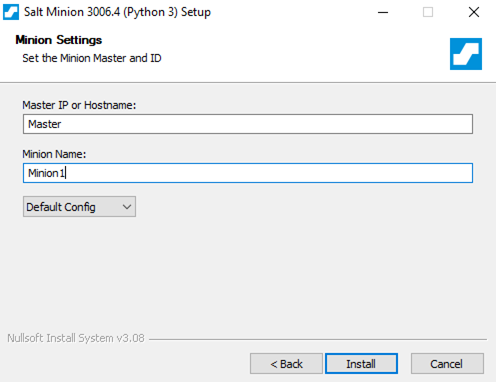 Salt Minion 3006.4 (Python 3) Setup
Minion Settings
Set the Minion Master and ID
Master IP or Hostname:
Master
Minion Name:
Minion1
Default Config
Nullsoft Install System v3.08
< Back Install Cancel